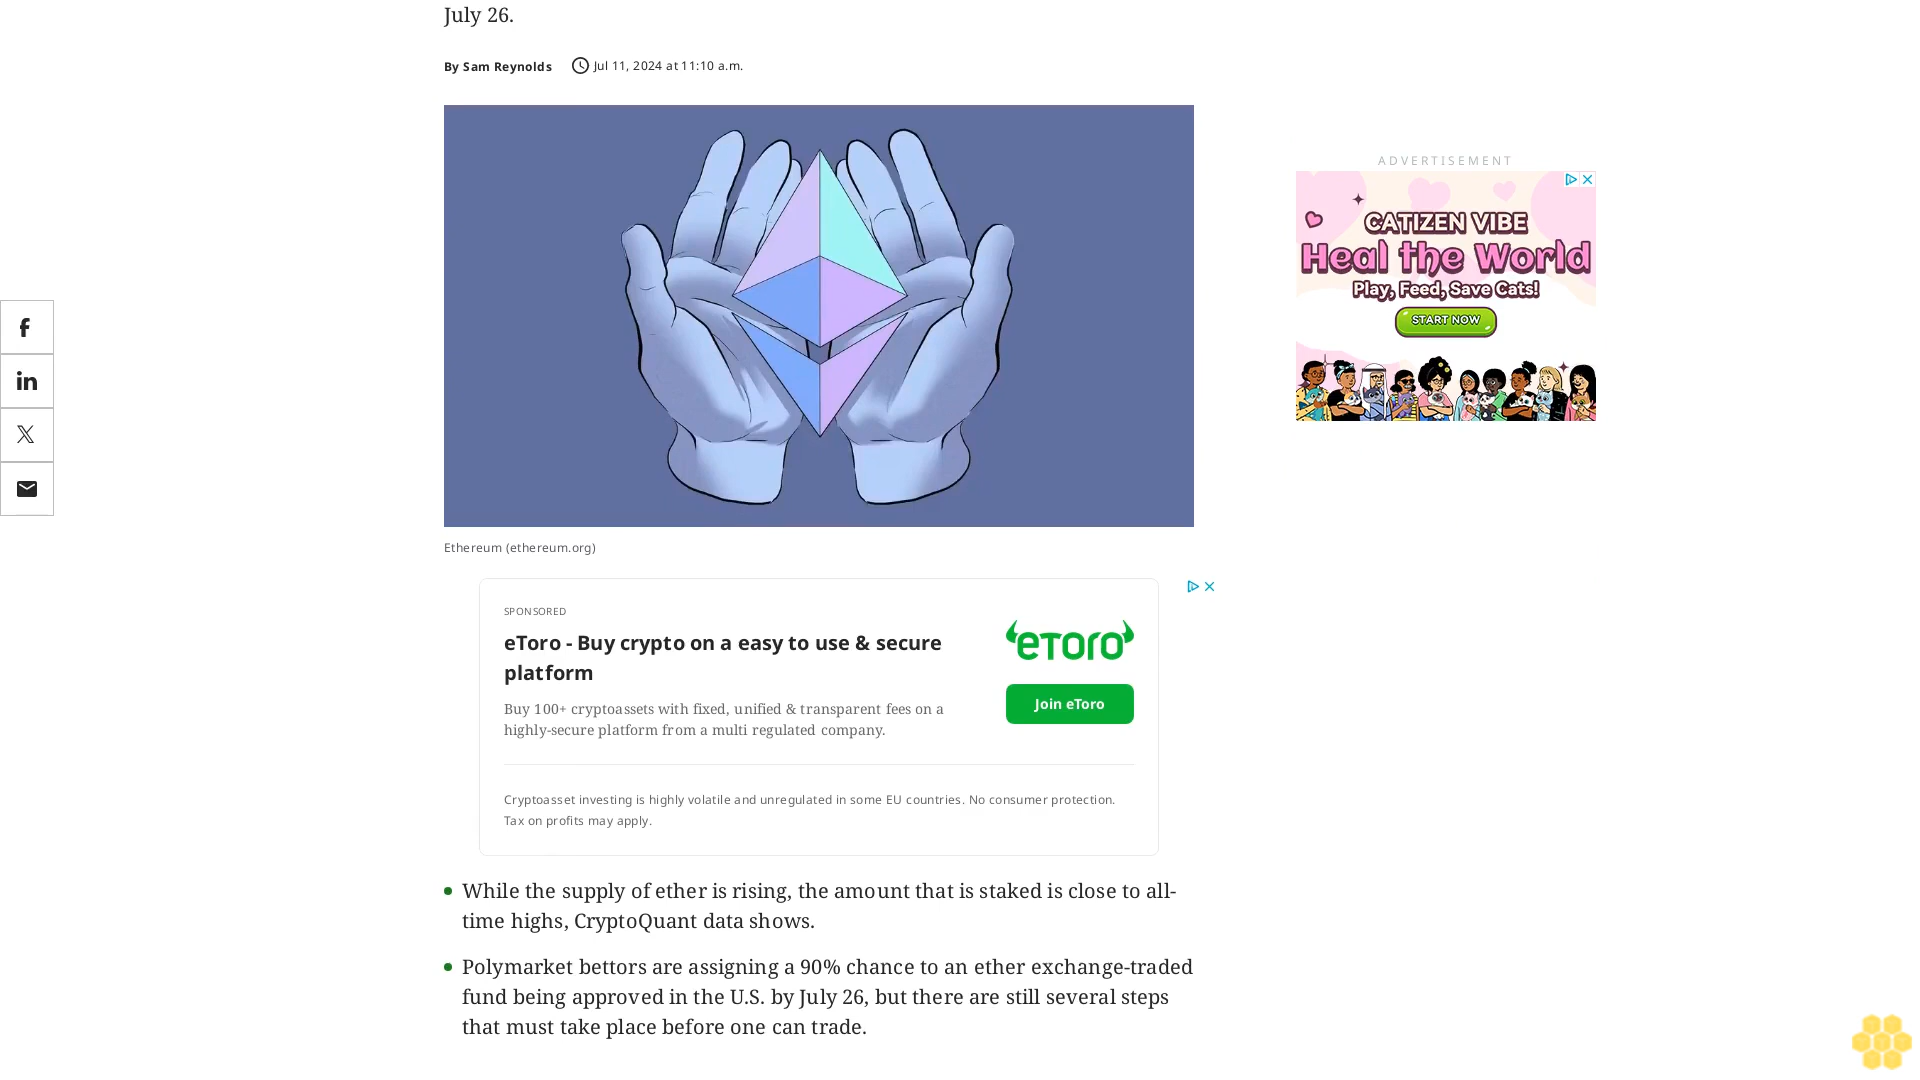 July 26.
By Sam Reynolds
Jul 11, 2024 at 11:10 a.m.
ADVERTISEMENT
CATIZEN VIBE
Heal the World
Play, Feed, Save Cats!
START NOW
f
in
X
Ethereum (ethereum.org)
SPONSORED
eToro - Buy crypto on a easy to use & secure
platform
Buy 100+ cryptoassets with fixed, unified & transparent fees on a
highly-secure platform from a multi regulated company.
eToro
Join eToro
Cryptoasset investing is highly volatile and unregulated in some EU countries. No consumer protection.
Tax on profits may apply.
While the supply of ether is rising, the amount that is staked is close to all-
time highs, CryptoQuant data shows.
Polymarket bettors are assigning a 90% chance to an ether exchange-traded
fund being approved in the U.S. by July 26, but there are still several steps
that must take place before one can trade.